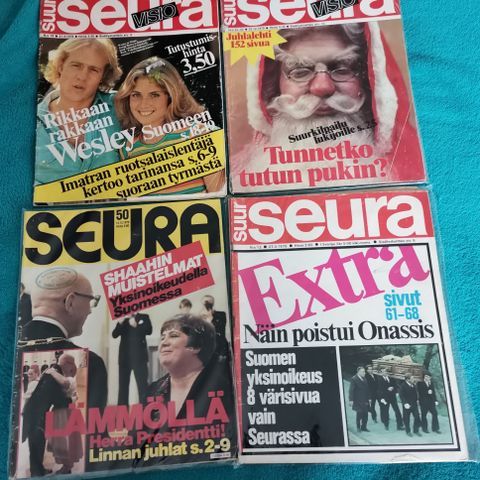 suur seura
VISIO
Tutustumis-
hinta
3,50
Rikkaan
rakkaan
Wesley Suomeen
s.18-19
Imatran ruotsalaislentäjä
kertoo tarinansa s.6-9
suoraan tyrmästä
suur seura
VISIO
Juhlalehti
152 sivua
Suurkilpailu
lukijoille
Tunnetko
tutun pukin?
50
SEURA
SHAAHIN
MUISTELMAT
Yksinoikeudella
Suomessa
LÄMMÖLLÄ
Herra Presidentti!
Linnan juhlat s. 2-9
suur seura
Extra
sivut
61-68
Näin poistui Onassis
Suomen
yksinoikeus
8 värisivua
vain
Seurassa